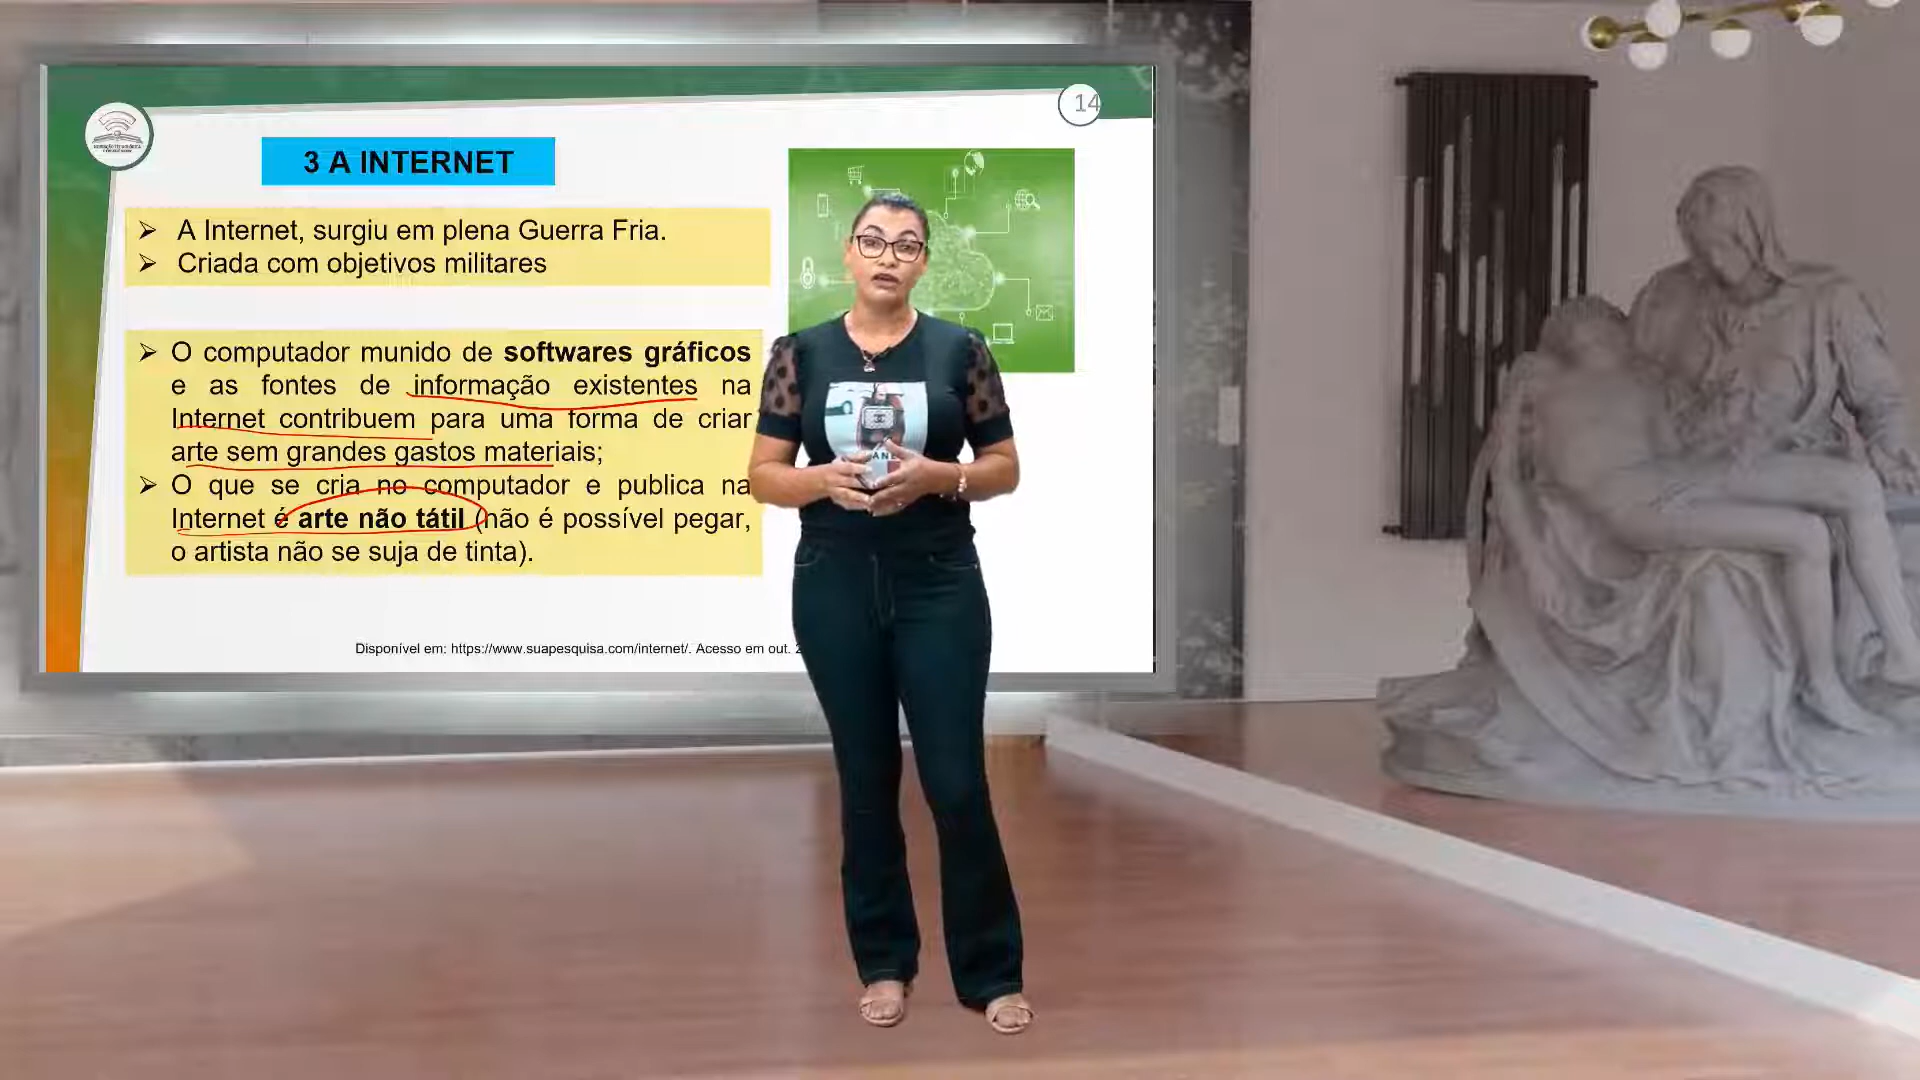 14
3 A INTERNET
➢ A Internet, surgiu em plena Guerra Fria.
➢ Criada com objetivos militares
➢ O computador munido de softwares gráficos
e as fontes de informação existentes na
Internet contribuem para uma forma de criar
arte sem grandes gastos materiais;
➢ O que se cria no computador e publica na
Internet é arte não tátil (não é possível pegar,
o artista não se suja de tinta).
Disponível em: https://www.suapesquisa.com/internet/. Acesso em out.